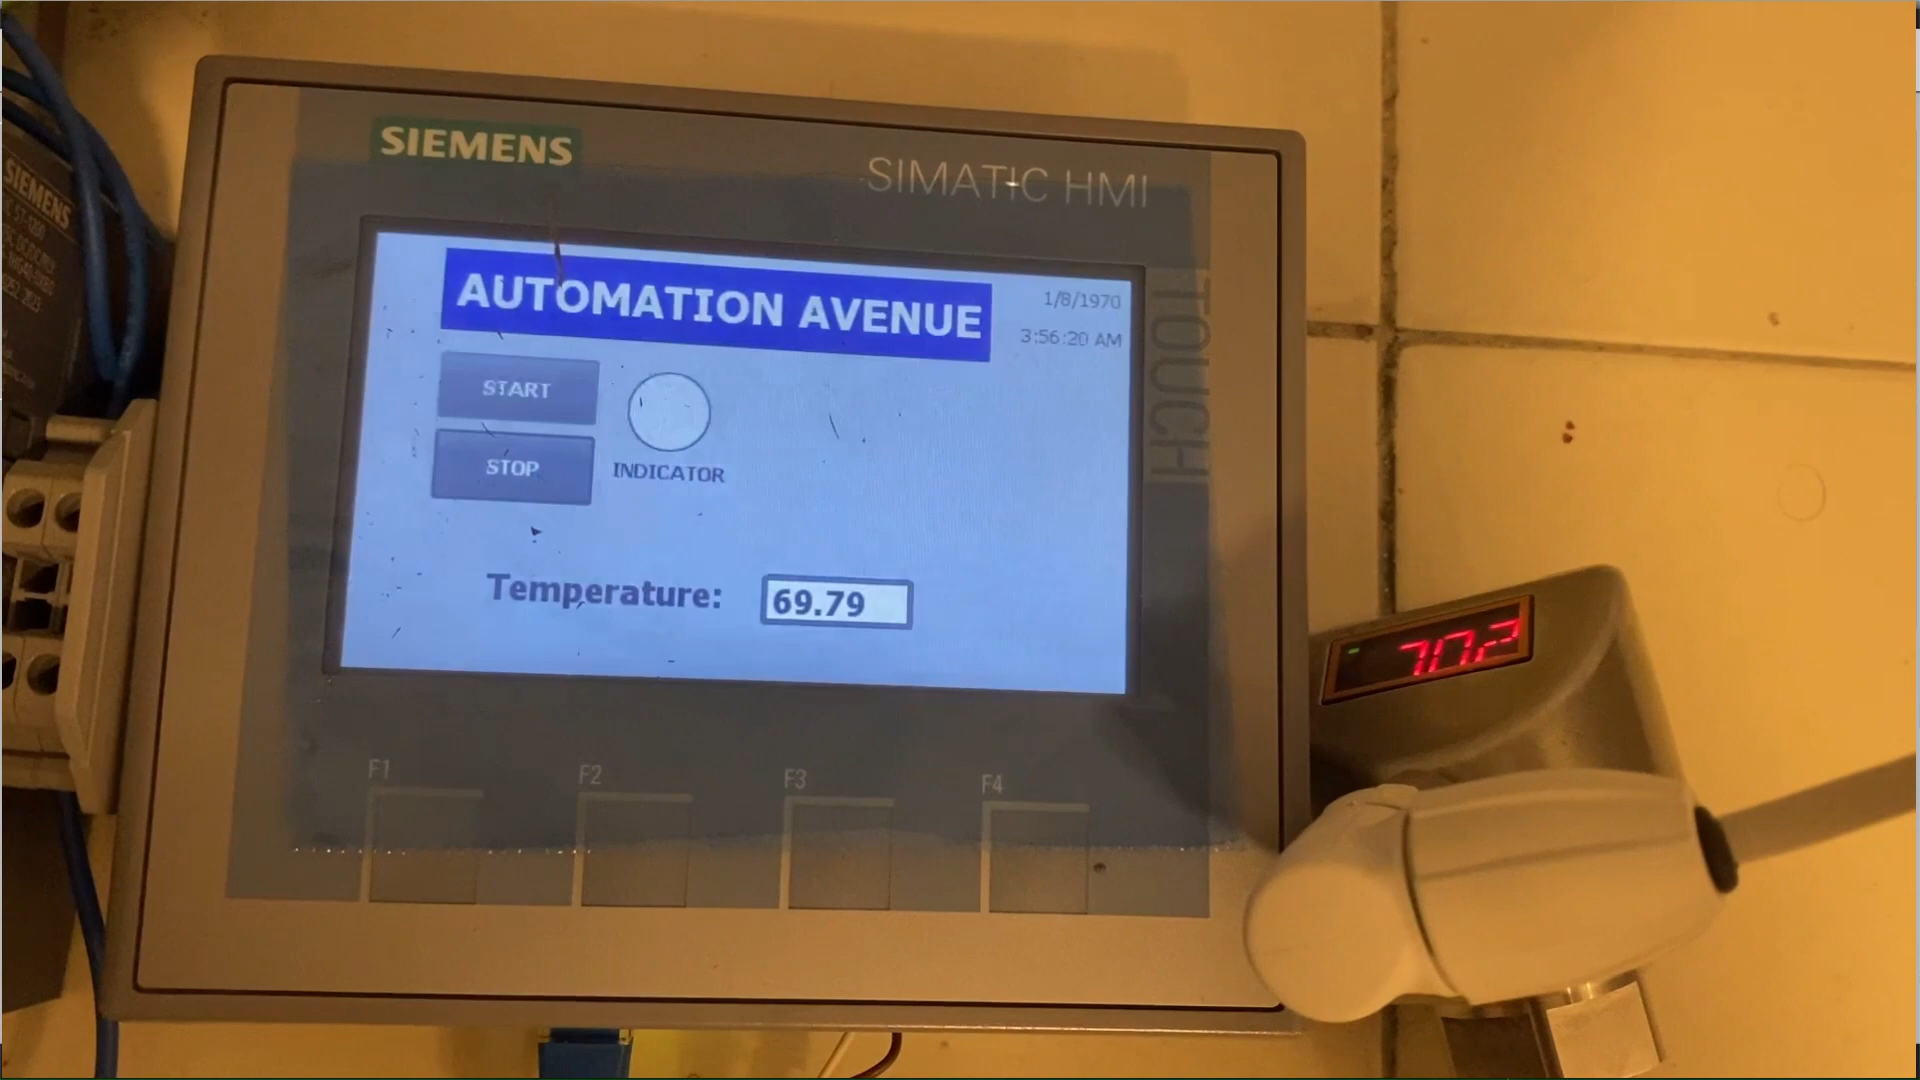 SIEMENS
SIMATIC HMI
TOUCH
AUTOMATION AVENUE
1/8/1970
3:56:20 AM
START
STOP
INDICATOR
Temperature:
69.79
70.2
F1
F2
F3
F4
SIEMENS